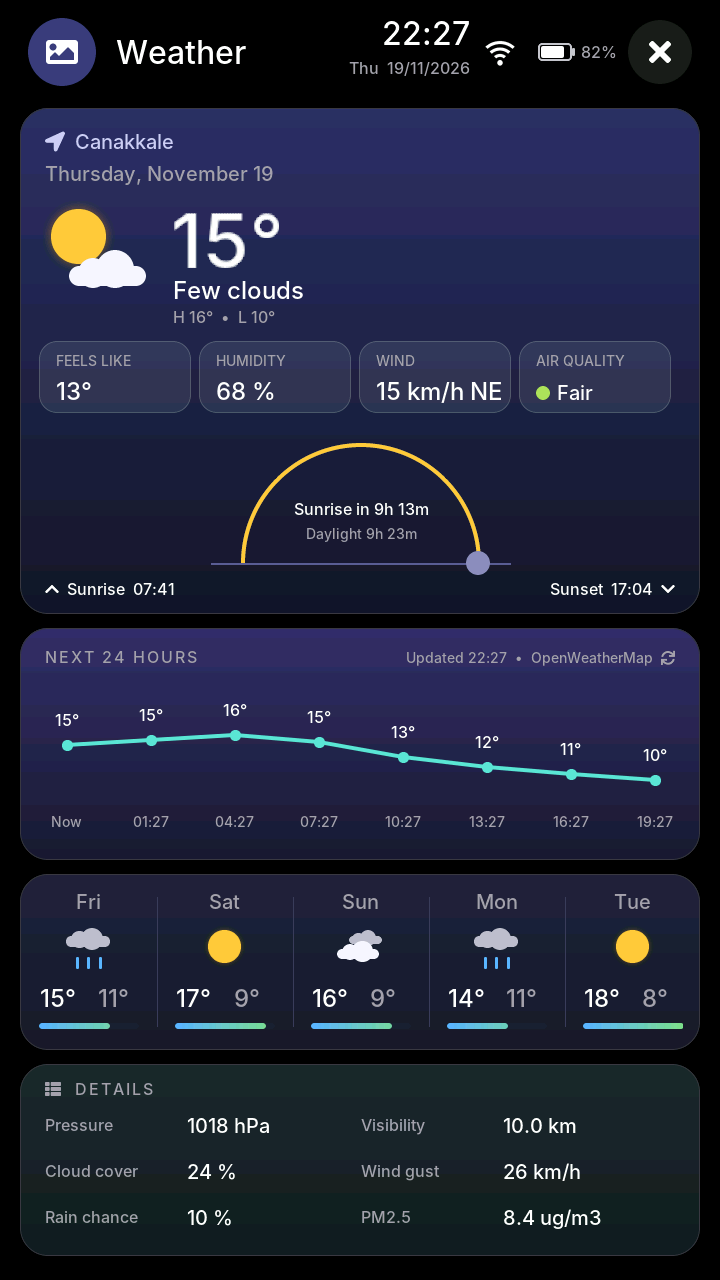 Weather
22:27
Thu 19/11/2026
82%
Canakkale
Thursday, November 19
15°
Few clouds
H 16° • L 10°
FEELS LIKE
13°
HUMIDITY
68 %
WIND
15 km/h NE
AIR QUALITY
Fair
Sunrise in 9h 13m
Daylight 9h 23m
Sunrise 07:41
Sunset 17:04
NEXT 24 HOURS
Updated 22:27 • OpenWeatherMap
15° 15° 16° 15° 13° 12° 11° 10°
Now 01:27 04:27 07:27 10:27 13:27 16:27 19:27
Fri Sat Sun Mon Tue
15° 11° 17° 9° 16° 9° 14° 11° 18° 8°
DETAILS
Pressure 1018 hPa Visibility 10.0 km
Cloud cover 24 % Wind gust 26 km/h
Rain chance 10 % PM2.5 8.4 ug/m3